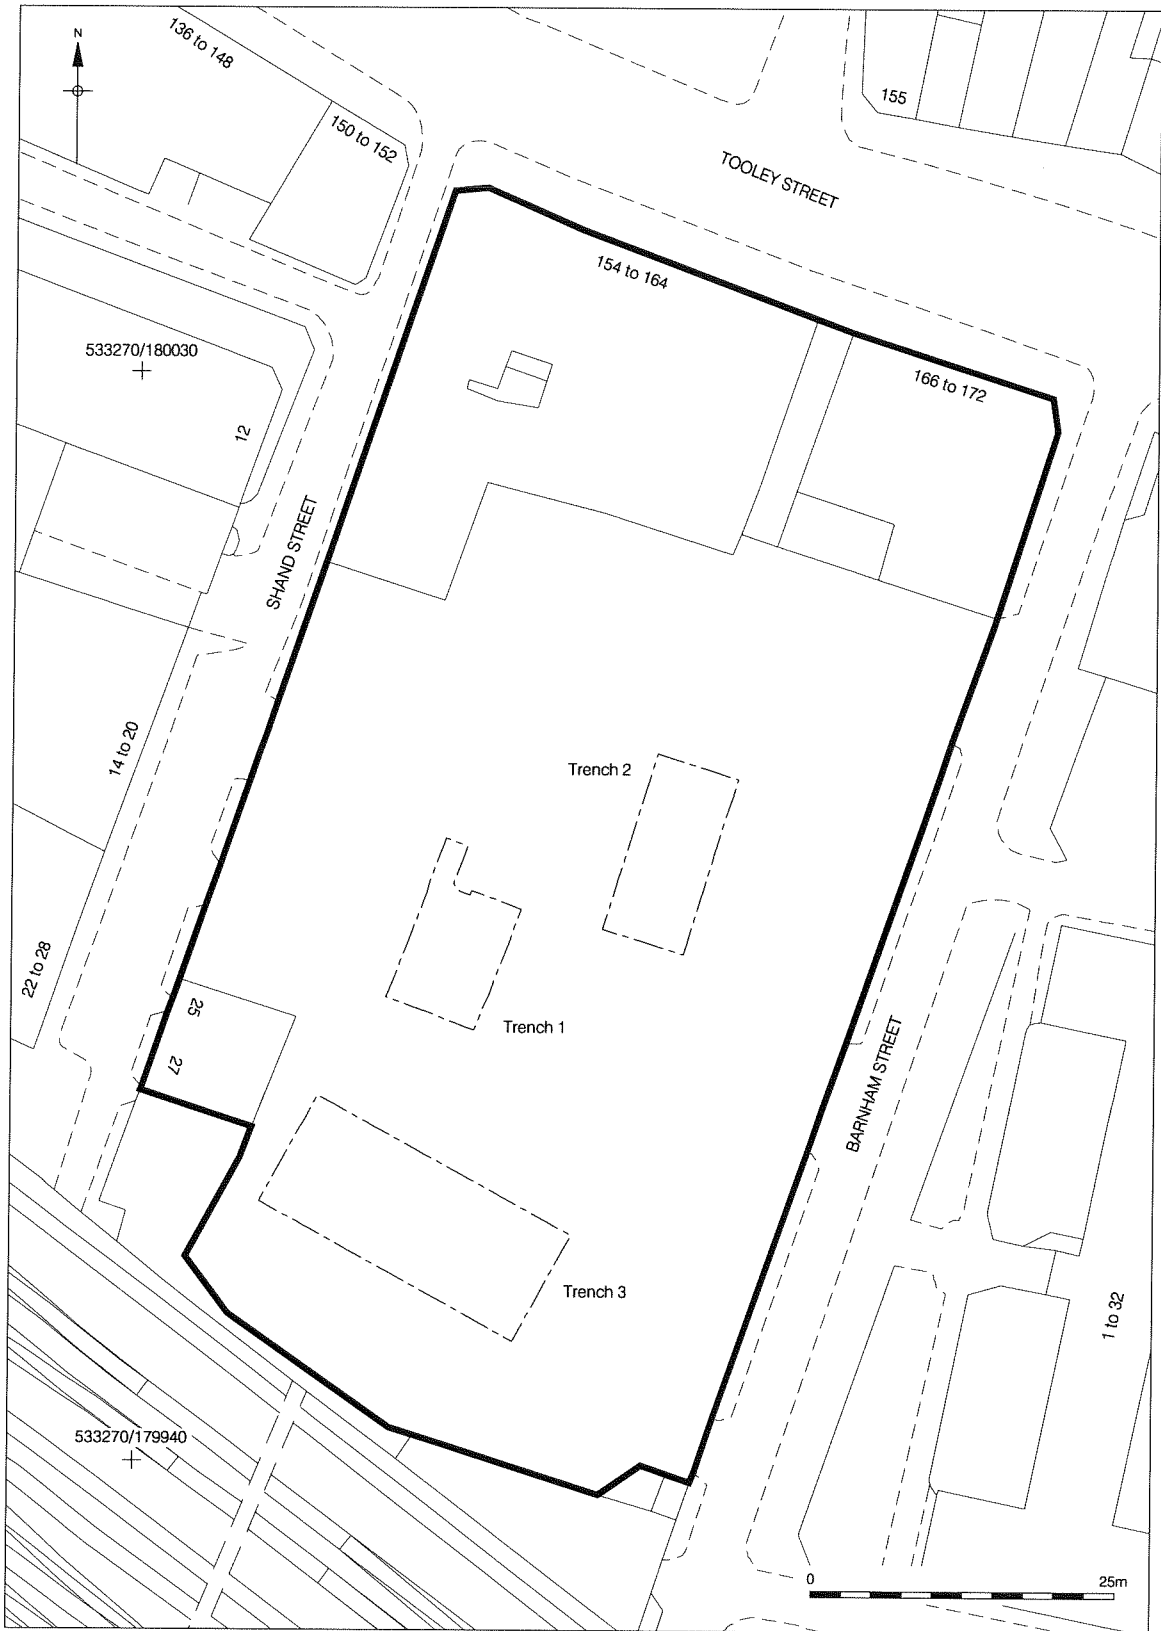 N
136 to 148
150 to 152
155
TOOLEY STREET
154 to 164
166 to 172
533270/180030
12
SHAND STREET
14 to 20
Trench 2
22 to 28
25
27
Trench 1
BARNHAM STREET
Trench 3
1 to 32
533270/179940
0 25m